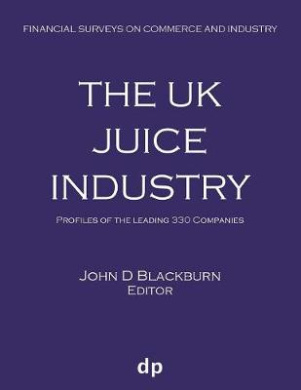 FINANCIAL SURVEYS ON COMMERCE AND INDUSTRY
THE UK
JUICE
INDUSTRY
PROFILES OF THE LEADING 330 COMPANIES
JOHN D BLACKBURN
EDITOR
dp